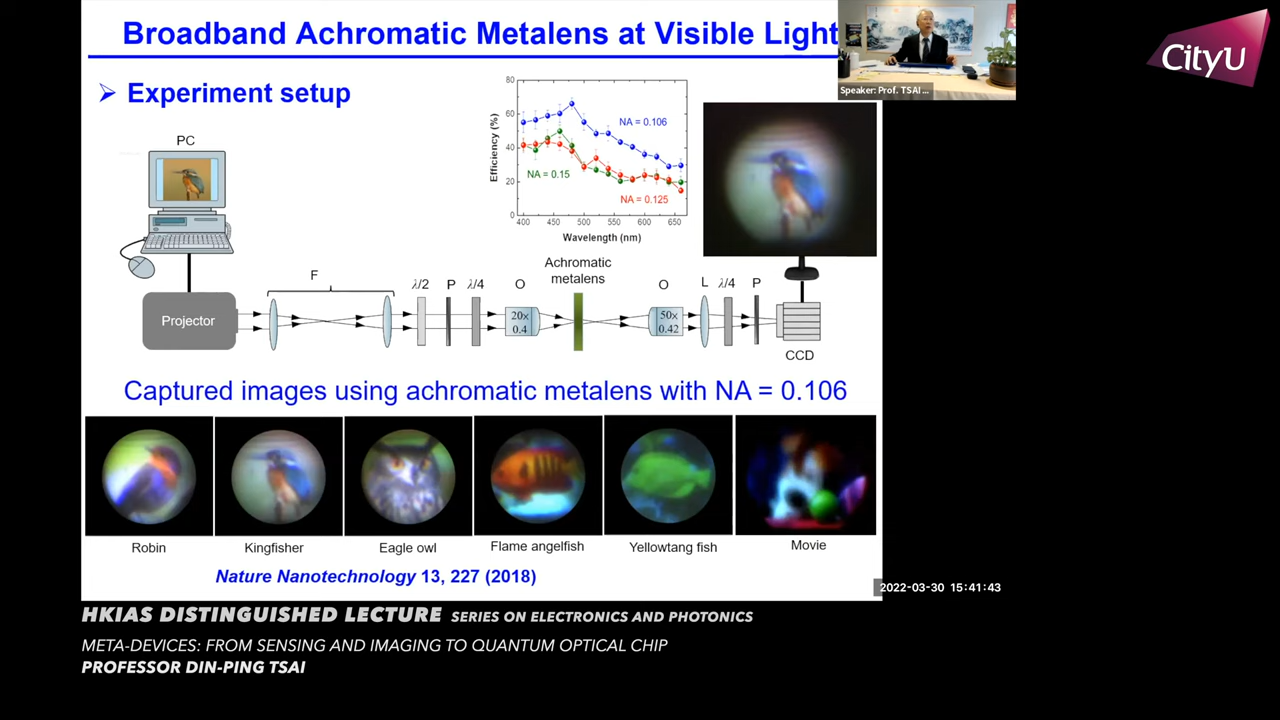 Broadband Achromatic Metalens at Visible Light
Speaker: Prof. TSAI ...
CityU
➢ Experiment setup
PC
80
60
40
20
0
Efficiency (%)
NA = 0.106
NA = 0.15
NA = 0.125
400 450 500 550 600 650
Wavelength (nm)
Achromatic
metalens
F
λ/2 P λ/4 O
O L λ/4 P
Projector
20x
0.4
50x
0.42
CCD
Captured images using achromatic metalens with NA = 0.106
Robin Kingfisher Eagle owl Flame angelfish Yellowtang fish Movie
Nature Nanotechnology 13, 227 (2018)
2022-03-30 15:41:43
HKIAS DISTINGUISHED LECTURE SERIES ON ELECTRONICS AND PHOTONICS
META-DEVICES: FROM SENSING AND IMAGING TO QUANTUM OPTICAL CHIP
PROFESSOR DIN-PING TSAI